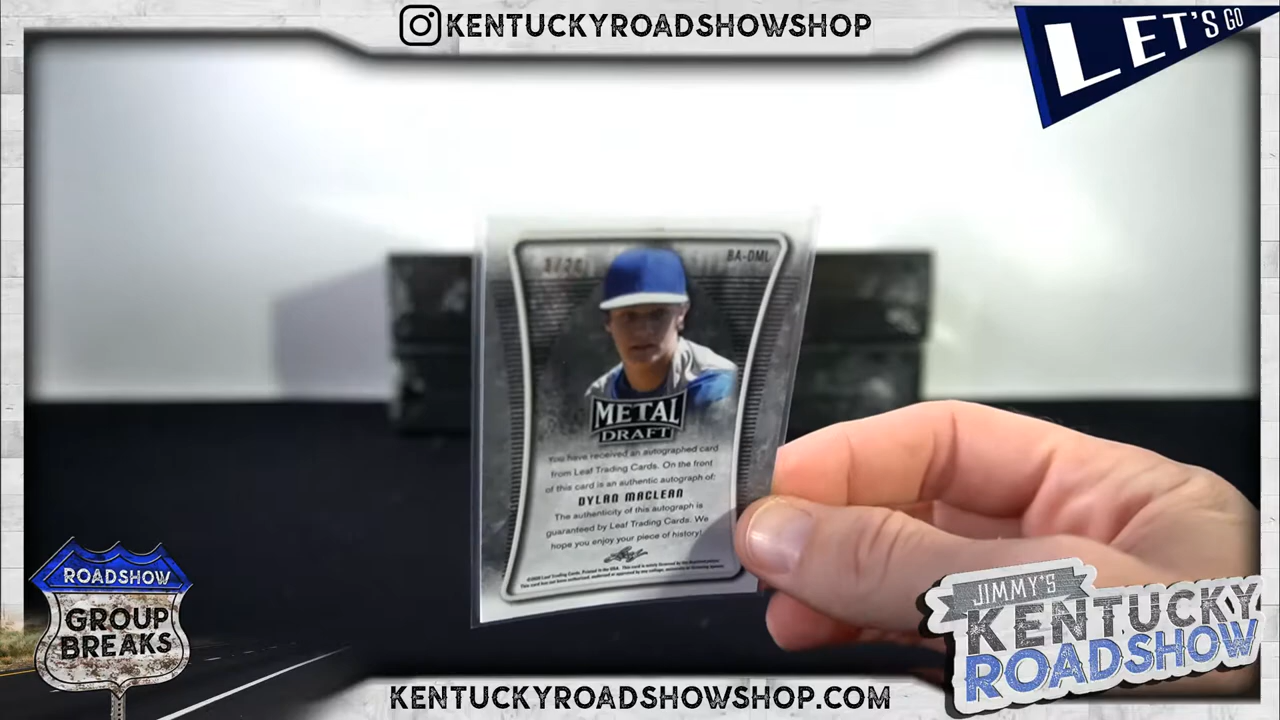 KENTUCKYROADSHOWSHOP
LET'S GO
BA-DML
METAL
DRAFT
You have received an autographed card
from Leaf Trading Cards. On the front
of this card is an authentic autograph of:
DYLAN MACLEAN
The authenticity of this autograph is
guaranteed by Leaf Trading Cards. We
hope you enjoy your piece of history!
Leaf
ROADSHOW
GROUP
BREAKS
JIMMY'S
KENTUCKY
ROADSHOW
KENTUCKYROADSHOWSHOP.COM